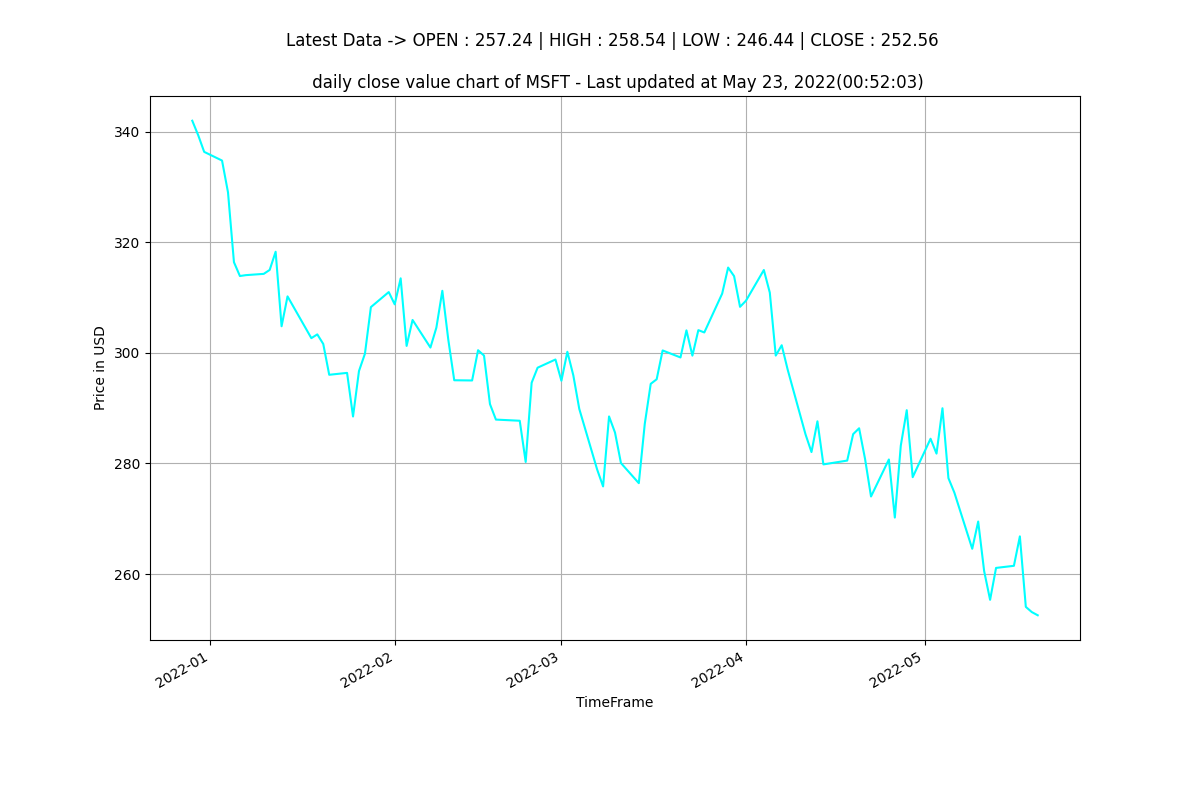 Latest Data -> OPEN : 257.24 | HIGH : 258.54 | LOW : 246.44 | CLOSE : 252.56
daily close value chart of MSFT - Last updated at May 23, 2022(00:52:03)
340
320
300
280
260
Price in USD
2022-01
2022-02
2022-03
2022-04
2022-05
TimeFrame